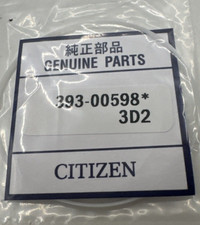 純正部品
GENUINE PARTS
393-00598*
3D2
CITIZEN